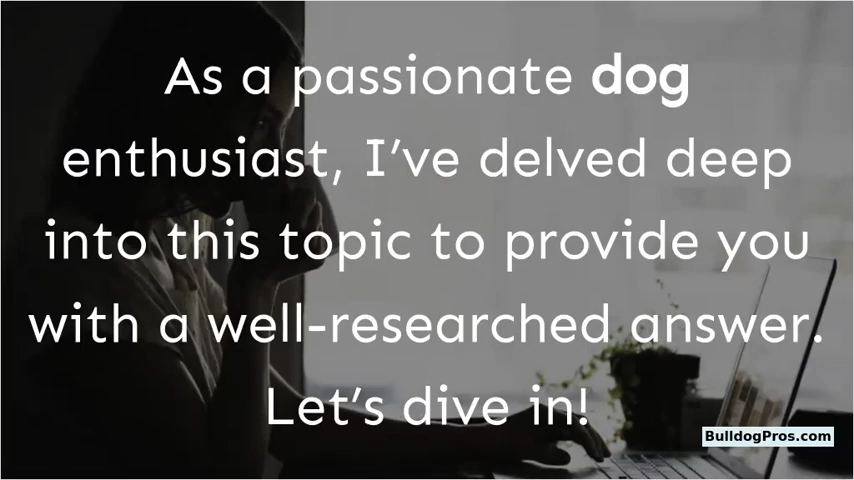 As a passionate dog
enthusiast, I’ve delved deep
into this topic to provide you
with a well-researched answer.
Let’s dive in!
BulldogPros.com